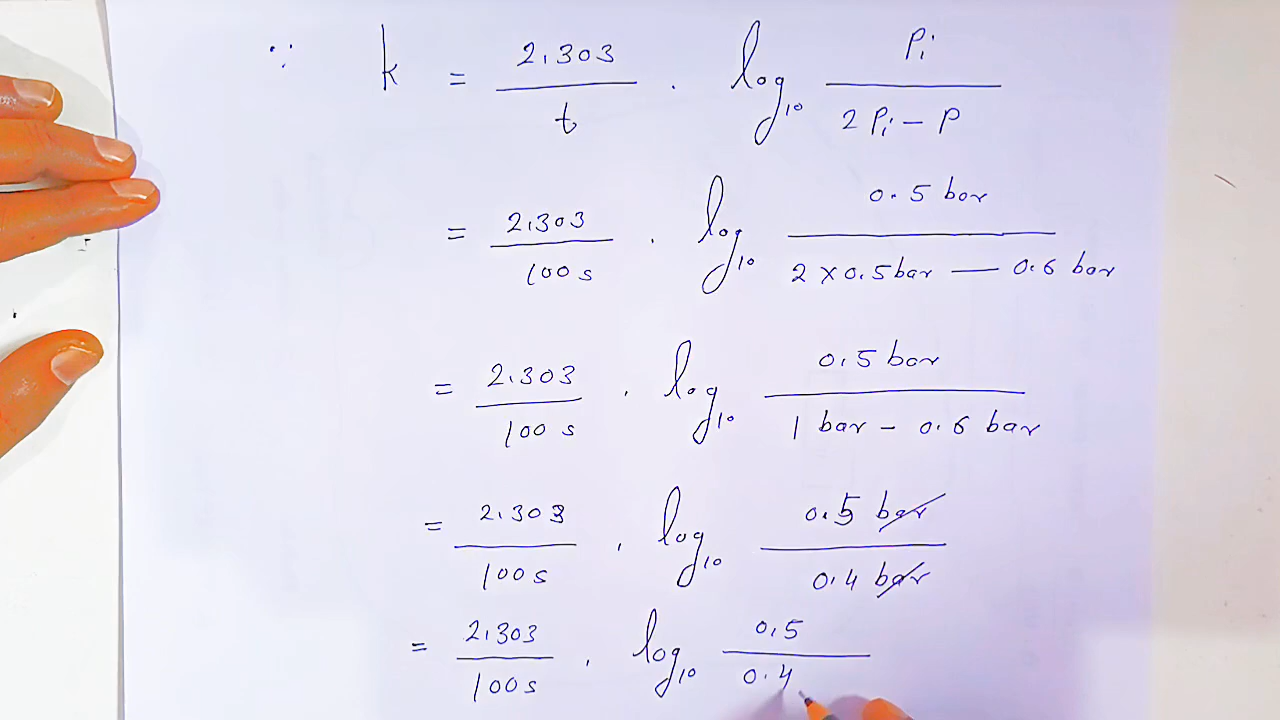 ∵ k = 2.303 / t . log₁₀ Pᵢ / 2Pᵢ − P
= 2.303 / 100 s . log₁₀ 0.5 bar / 2 × 0.5 bar — 0.6 bar
= 2.303 / 100 s . log₁₀ 0.5 bar / 1 bar − 0.6 bar
= 2.303 / 100 s . log₁₀ 0.5 bar / 0.4 bar
= 2.303 / 100 s . log₁₀ 0.5 / 0.4